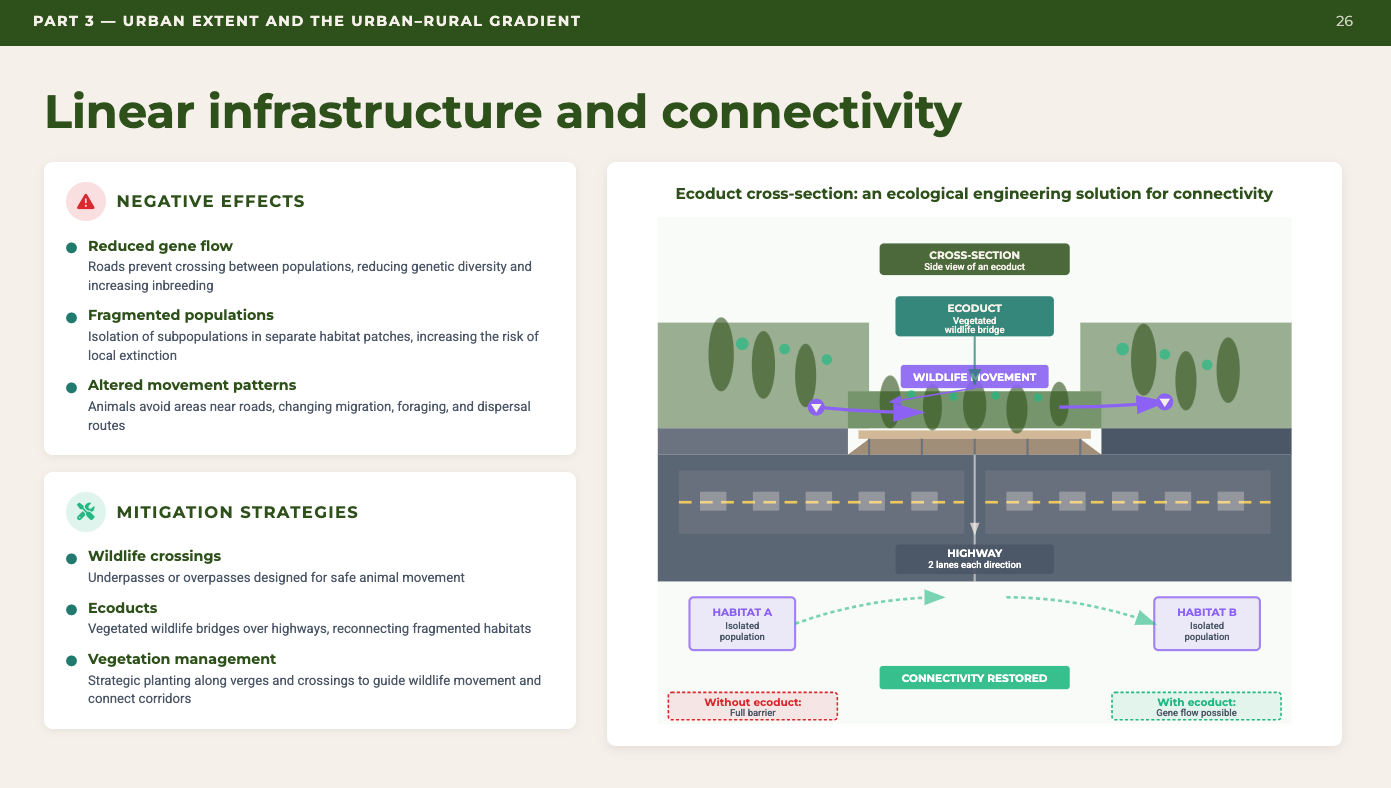 PART 3 — URBAN EXTENT AND THE URBAN–RURAL GRADIENT
26
Linear infrastructure and connectivity
NEGATIVE EFFECTS
Reduced gene flow
Roads prevent crossing between populations, reducing genetic diversity and
increasing inbreeding
Fragmented populations
Isolation of subpopulations in separate habitat patches, increasing the risk of
local extinction
Altered movement patterns
Animals avoid areas near roads, changing migration, foraging, and dispersal
routes
MITIGATION STRATEGIES
Wildlife crossings
Underpasses or overpasses designed for safe animal movement
Ecoducts
Vegetated wildlife bridges over highways, reconnecting fragmented habitats
Vegetation management
Strategic planting along verges and crossings to guide wildlife movement and
connect corridors
Ecoduct cross-section: an ecological engineering solution for connectivity
CROSS-SECTION
Side view of an ecoduct
ECODUCT
Vegetated
wildlife bridge
WILDLIFE MOVEMENT
HIGHWAY
2 lanes each direction
HABITAT A
Isolated
population
HABITAT B
Isolated
population
CONNECTIVITY RESTORED
Without ecoduct:
Full barrier
With ecoduct:
Gene flow possible